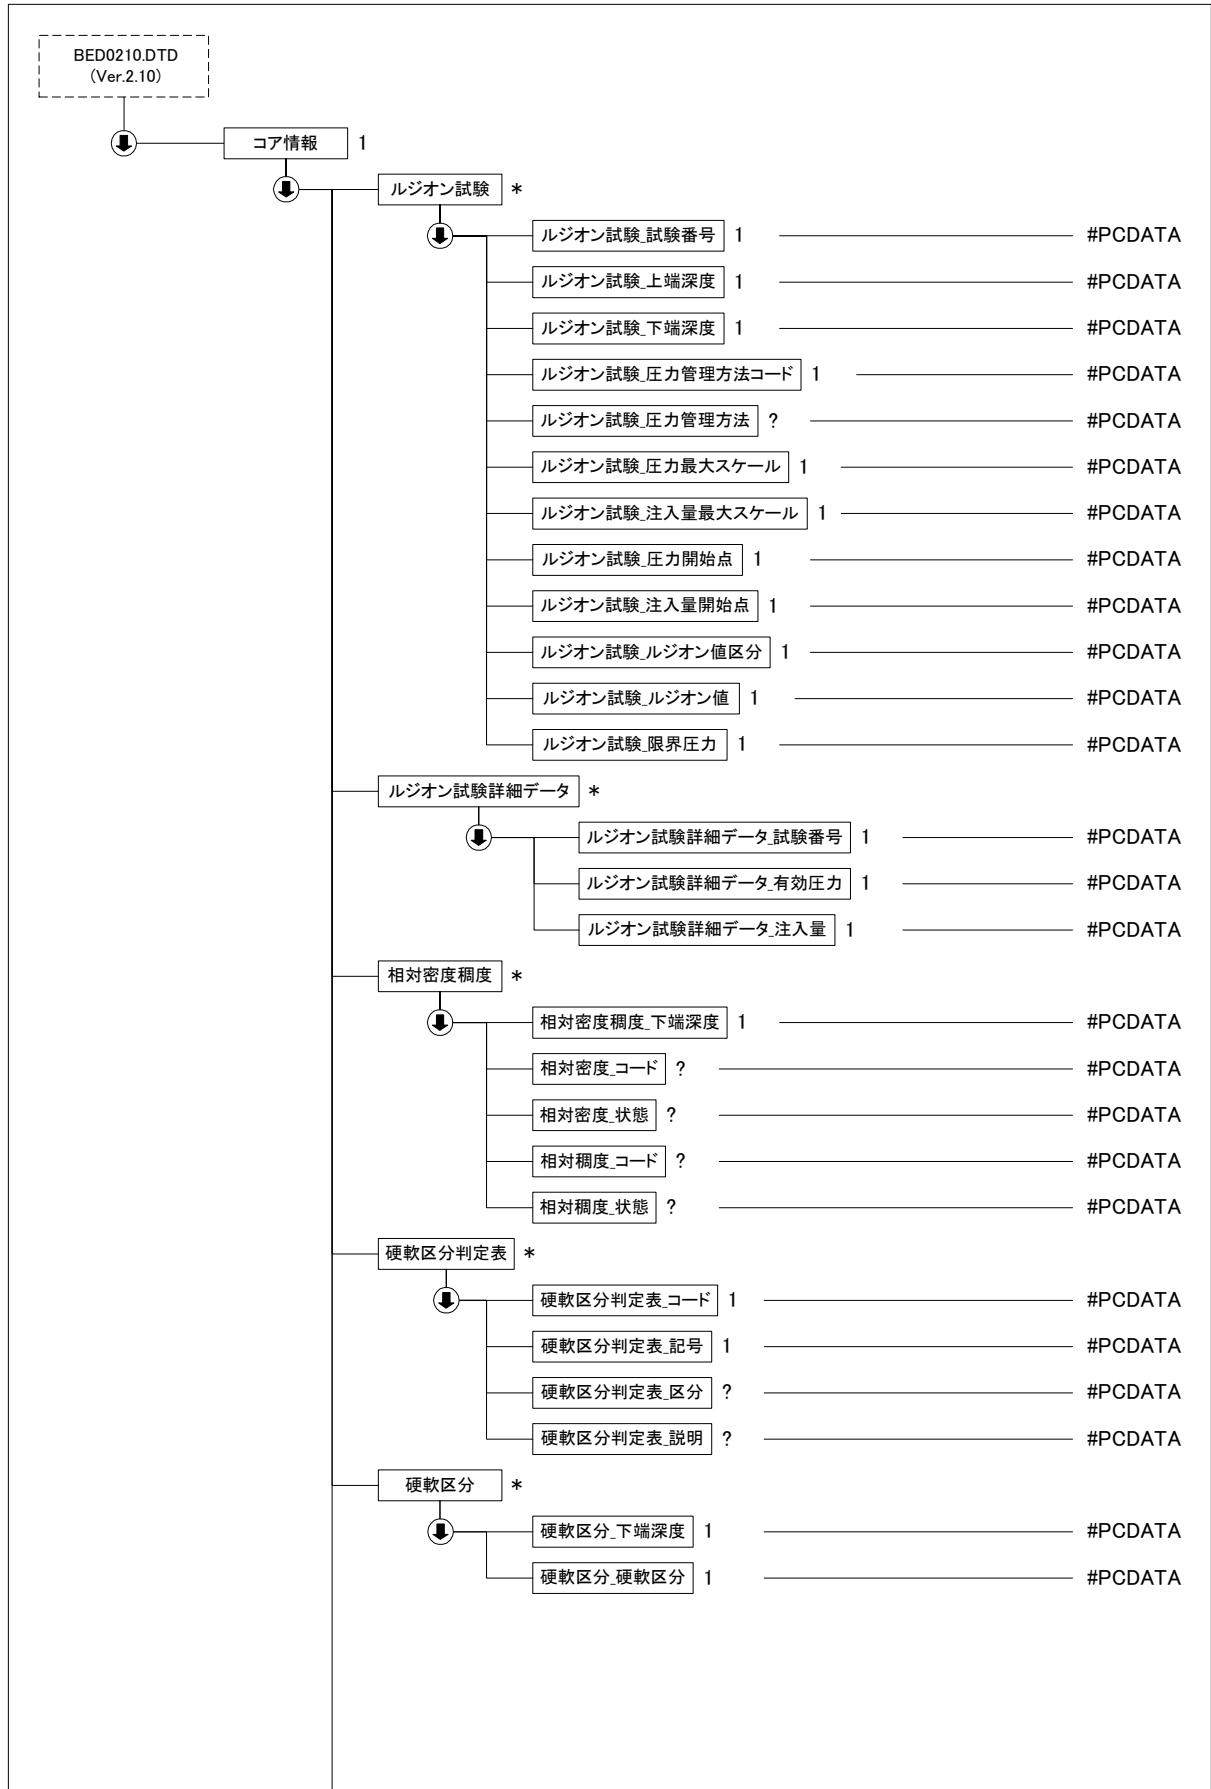 BED0210.DTD
(Ver.2.10)
コア情報 1
ルジオン試験 *
ルジオン試験_試験番号 1 #PCDATA
ルジオン試験_上端深度 1 #PCDATA
ルジオン試験_下端深度 1 #PCDATA
ルジオン試験_圧力管理方法コード 1 #PCDATA
ルジオン試験_圧力管理方法 ? #PCDATA
ルジオン試験_圧力最大スケール 1 #PCDATA
ルジオン試験_注入量最大スケール 1 #PCDATA
ルジオン試験_圧力開始点 1 #PCDATA
ルジオン試験_注入量開始点 1 #PCDATA
ルジオン試験_ルジオン値区分 1 #PCDATA
ルジオン試験_ルジオン値 1 #PCDATA
ルジオン試験_限界圧力 1 #PCDATA
ルジオン試験詳細データ *
ルジオン試験詳細データ_試験番号 1 #PCDATA
ルジオン試験詳細データ_有効圧力 1 #PCDATA
ルジオン試験詳細データ_注入量 1 #PCDATA
相対密度稠度 *
相対密度稠度_下端深度 1 #PCDATA
相対密度_コード ? #PCDATA
相対密度_状態 ? #PCDATA
相対稠度_コード ? #PCDATA
相対稠度_状態 ? #PCDATA
硬軟区分判定表 *
硬軟区分判定表_コード 1 #PCDATA
硬軟区分判定表_記号 1 #PCDATA
硬軟区分判定表_区分 ? #PCDATA
硬軟区分判定表_説明 ? #PCDATA
硬軟区分 *
硬軟区分_下端深度 1 #PCDATA
硬軟区分_硬軟区分 1 #PCDATA